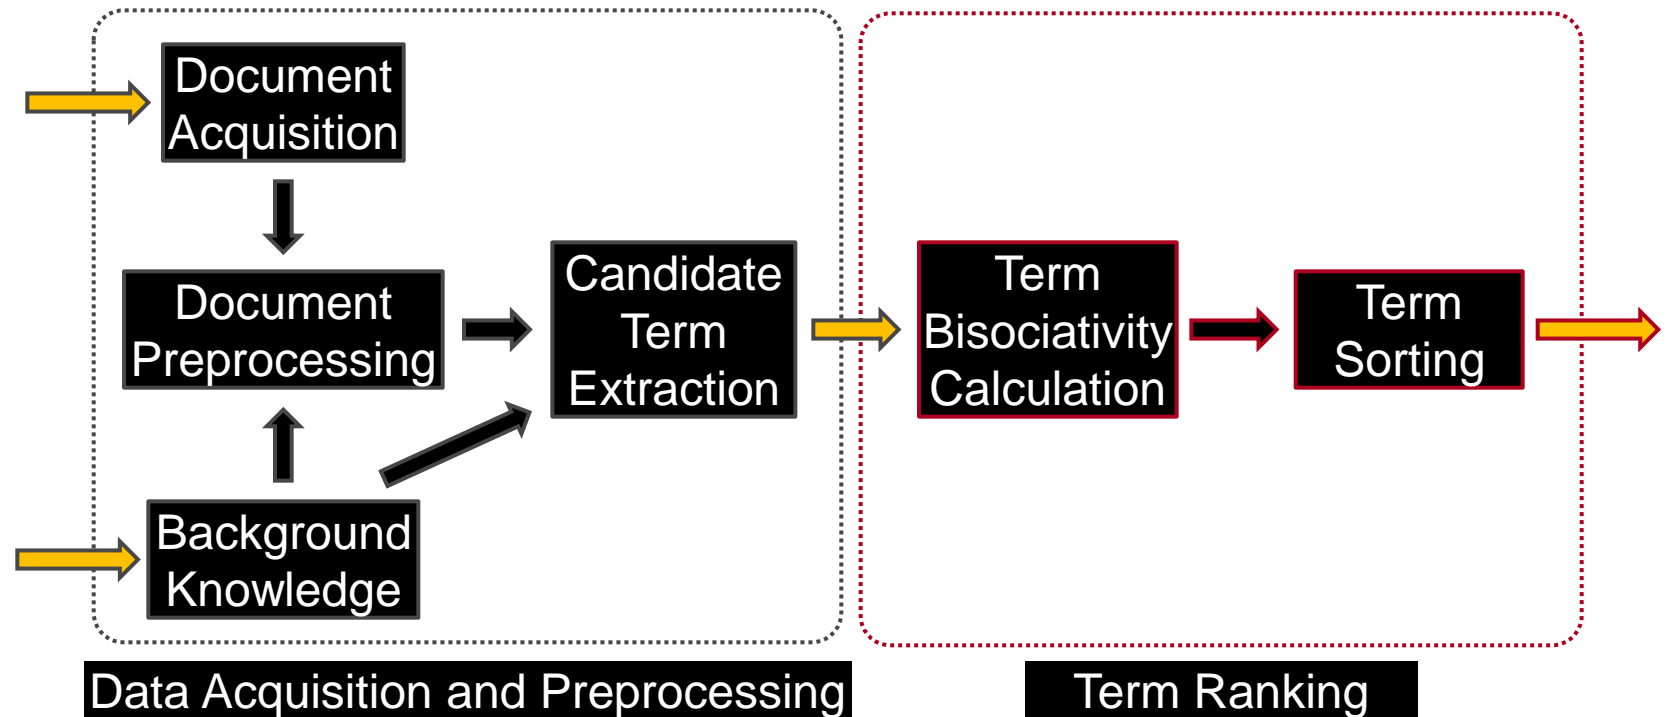 Document
Acquisition
Document
Preprocessing
Candidate
Term
Extraction
Background
Knowledge
Term
Bisociativity
Calculation
Term
Sorting
Data Acquisition and Preprocessing
Term Ranking